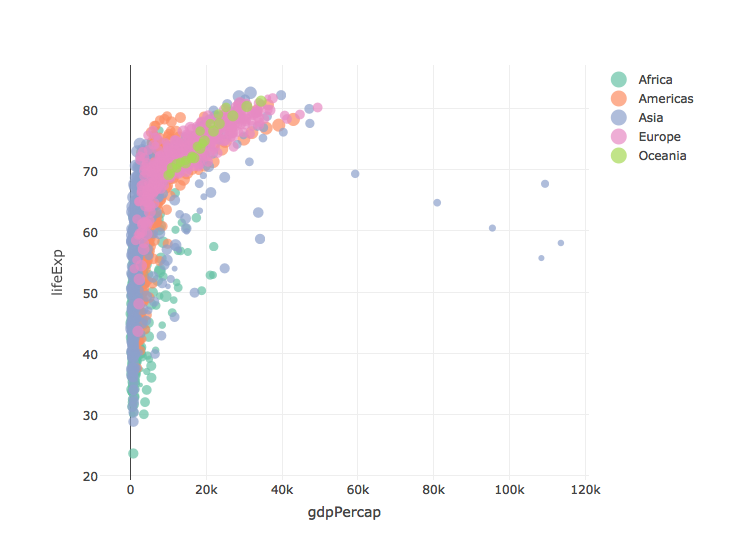 Africa
Americas
Asia
Europe
Oceania
80
70
60
50
40
30
20
lifeExp
0
20k
40k
60k
80k
100k
120k
gdpPercap